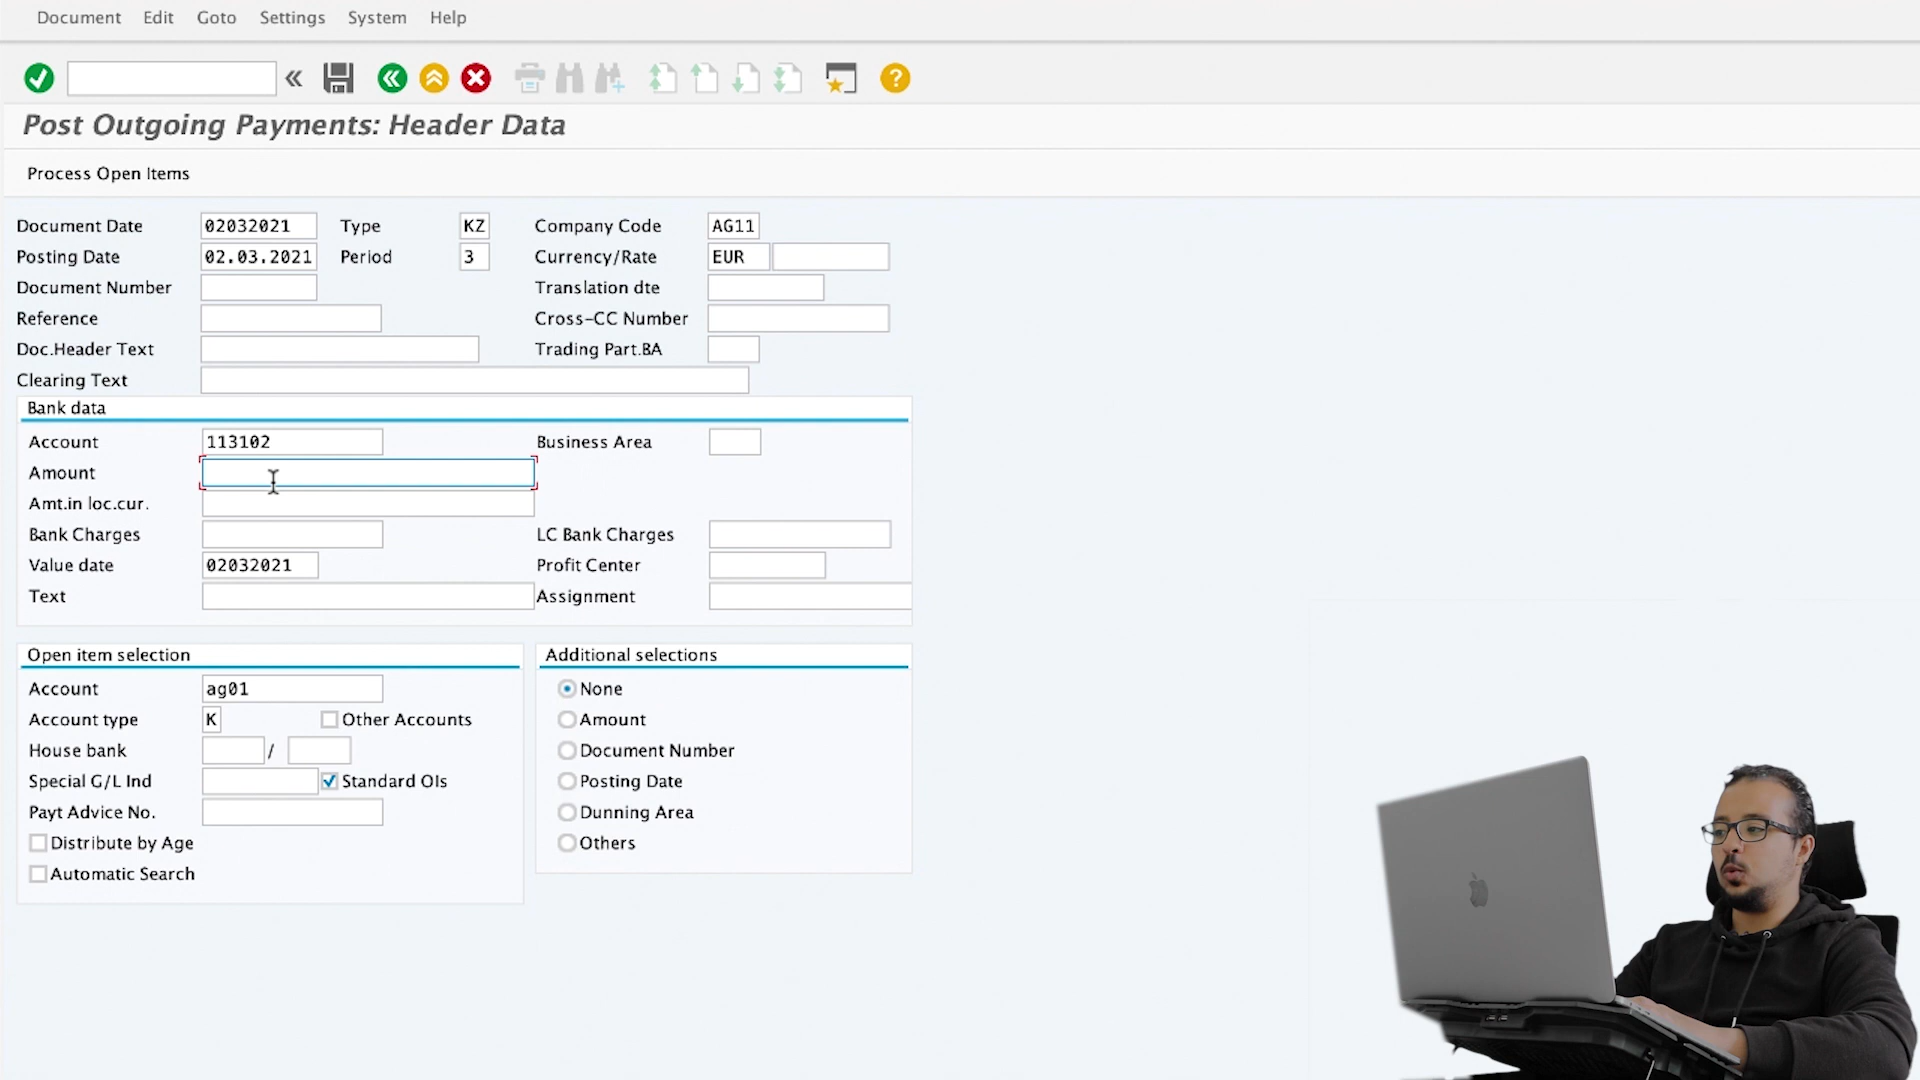 Document Edit Goto Settings System Help
Post Outgoing Payments: Header Data
Process Open Items
Document Date 02032021 Type KZ Company Code AG11
Posting Date 02.03.2021 Period 3 Currency/Rate EUR
Document Number Translation dte
Reference Cross-CC Number
Doc.Header Text Trading Part.BA
Clearing Text
Bank data
Account 113102 Business Area
Amount
Amt.in loc.cur.
Bank Charges LC Bank Charges
Value date 02032021 Profit Center
Text Assignment
Open item selection
Account ag01
Account type K Other Accounts
House bank /
Special G/L Ind Standard OIs
Payt Advice No.
Distribute by Age
Automatic Search
Additional selections
None
Amount
Document Number
Posting Date
Dunning Area
Others